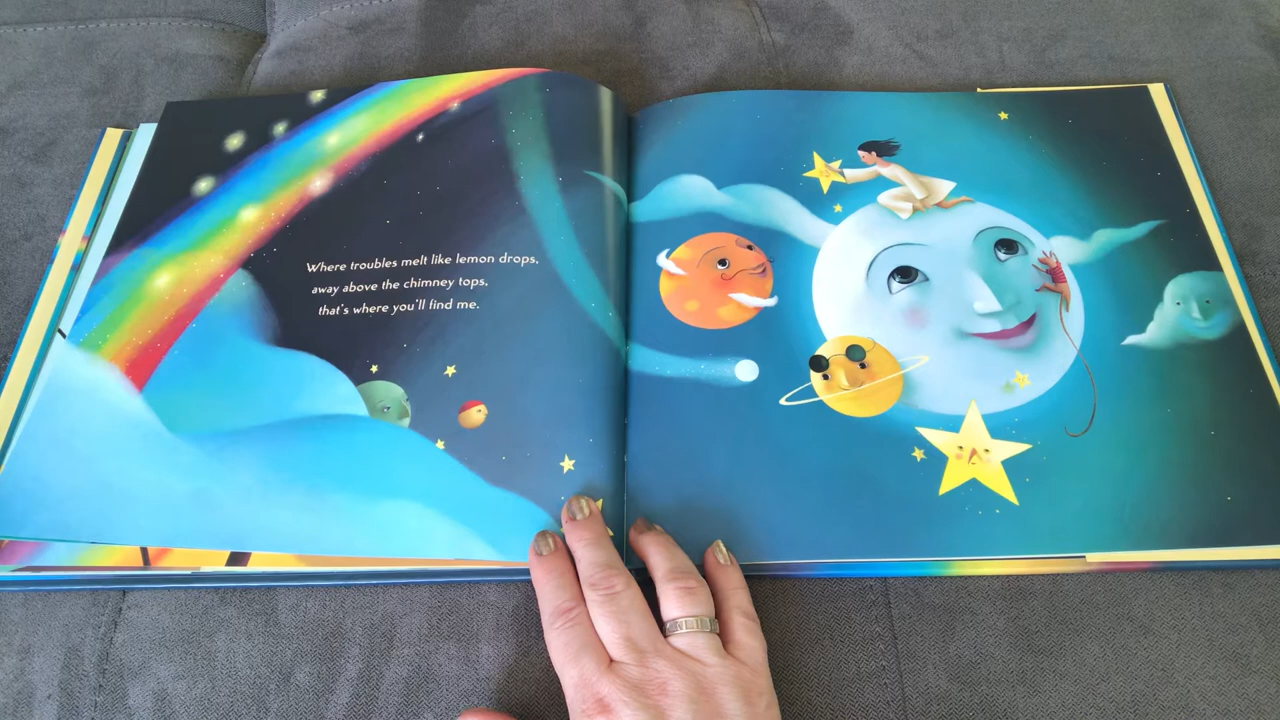 Where troubles melt like lemon drops,
away above the chimney tops,
that's where you'll find me.